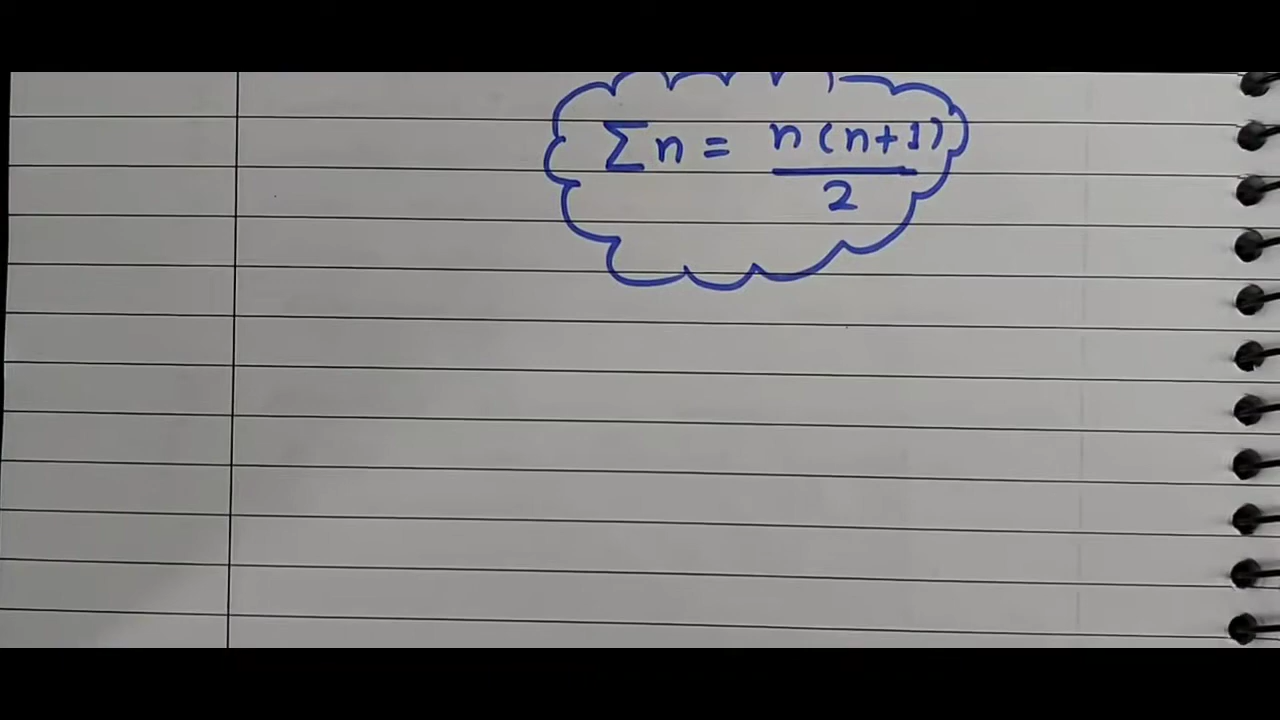 Σn = n(n+1)/2